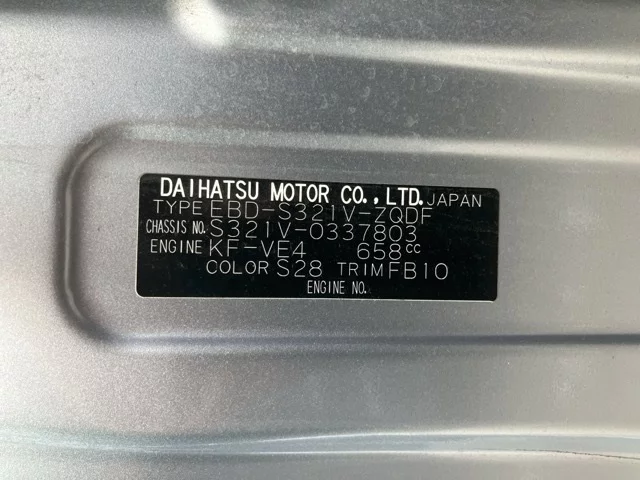 DAIHATSU MOTOR CO.,LTD. JAPAN
TYPE EBD-S321V-ZQDF
CHASSIS NO. S321V-0337803
ENGINE KF-VE4 658cc
COLOR S28 TRIM FB10
ENGINE NO.